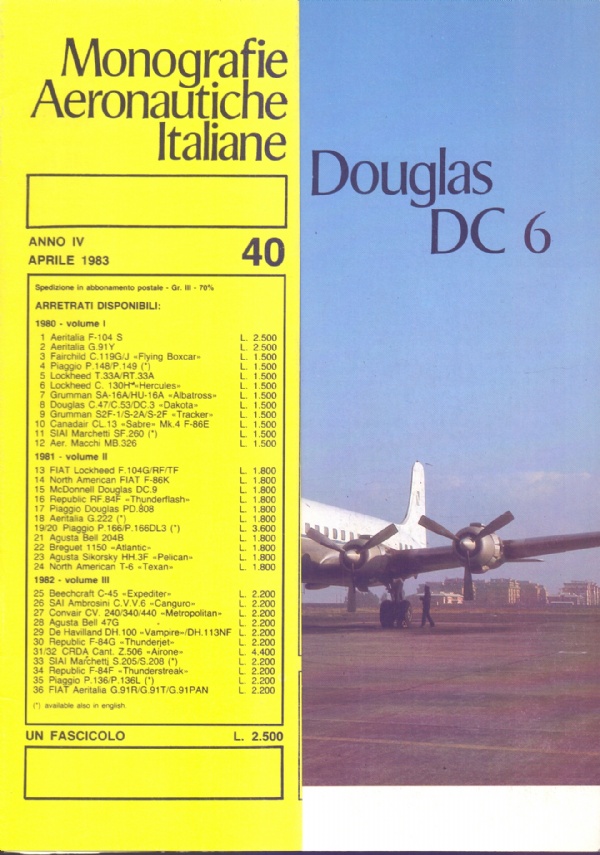 Monografie
Aeronautiche
Italiane
Douglas
DC 6
ANNO IV
APRILE 1983
40
Spedizione in abbonamento postale - Gr. III - 70%
ARRETRATI DISPONIBILI:
1980 - volume I
1 Aeritalia F-104 S L. 2.500
2 Aeritalia G.91Y L. 2.500
3 Fairchild C.119G/J «Flying Boxcar» L. 1.500
4 Piaggio P.148/P.149 (*) L. 1.500
5 Lockheed T.33A/RT.33A L. 1.500
6 Lockheed C. 130H «Hercules» L. 1.500
7 Grumman SA-16A/HU-16A «Albatross» L. 1.500
8 Douglas C.47/C.53/DC.3 «Dakota» L. 1.500
9 Grumman S2F-1/S-2A/S-2F «Tracker» L. 1.500
10 Canadair CL.13 «Sabre» Mk.4 F-86E L. 1.500
11 SIAI Marchetti SF.260 (*) L. 1.500
12 Aer. Macchi MB.326 L. 1.500
1981 - volume II
13 FIAT Lockheed F.104G/RF/TF L. 1.800
14 North American FIAT F-86K L. 1.800
15 McDonnell Douglas DC.9 L. 1.800
16 Republic RF.84F «Thunderflash» L. 1.800
17 Piaggio Douglas PD.808 L. 1.800
18 Aeritalia G.222 (*) L. 1.800
19/20 Piaggio P.166/P.166DL3 (*) L. 3.600
21 Agusta Bell 204B L. 1.800
22 Breguet 1150 «Atlantic» L. 1.800
23 Agusta Sikorsky HH.3F «Pelican» L. 1.800
24 North American T-6 «Texan» L. 1.800
1982 - volume III
25 Beechcraft C-45 «Expediter» L. 2.200
26 SAI Ambrosini C.V.V.6 «Canguro» L. 2.200
27 Convair CV. 240/340/440 «Metropolitan» L. 2.200
28 Agusta Bell 47G L. 2.200
29 De Havilland DH.100 «Vampire»/DH.113NF L. 2.200
30 Republic F-84G «Thunderjet» L. 2.200
31/32 CRDA Cant. Z.506 «Airone» L. 4.400
33 SIAI Marchetti S.205/S.208 (*) L. 2.200
34 Republic F-84F «Thunderstreak» L. 2.200
35 Piaggio P.136/P.136L (*) L. 2.200
36 FIAT Aeritalia G.91R/G.91T/G.91PAN L. 2.200
(*) available also in english.
UN FASCICOLO L. 2.500